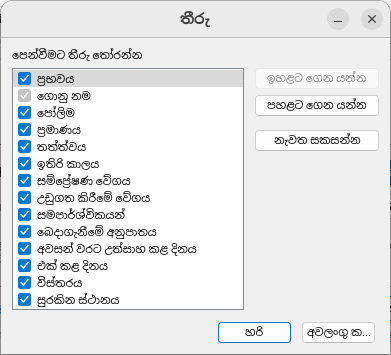 තීරු
පෙන්වීමට තීරු තෝරන්න
ප්‍රභවය
ගොනු නම
පෝලිම
ප්‍රමාණය
තත්ත්වය
ඉතිරි කාලය
සම්ප්‍රේෂණ වේගය
උඩුගත කිරීමේ වේගය
සමපාර්ශ්විකයන්
බෙදාගැනීමේ අනුපාතය
අවසන් වරට උත්සාහ කළ දිනය
එක් කළ දිනය
විස්තරය
සුරකින ස්ථානය
ඉහළට ගෙන යන්න
පහළට ගෙන යන්න
නැවත සකසන්න
හරි
අවලංගු ක...